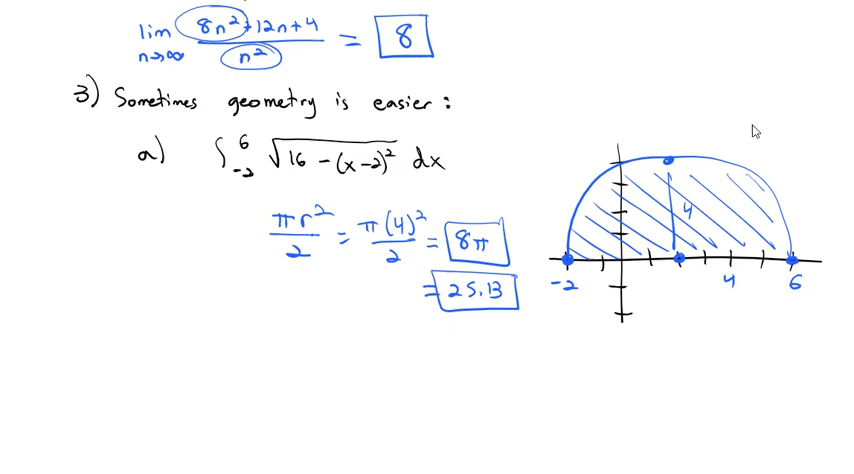 lim n→∞ (8n² + 12n + 4) / n² = 8
3) Sometimes geometry is easier:
a) ∫₋₂⁶ √(16 - (x-2)²) dx
πr²/2 = π(4)²/2 = 8π
= 25.13
4
-2 4 6